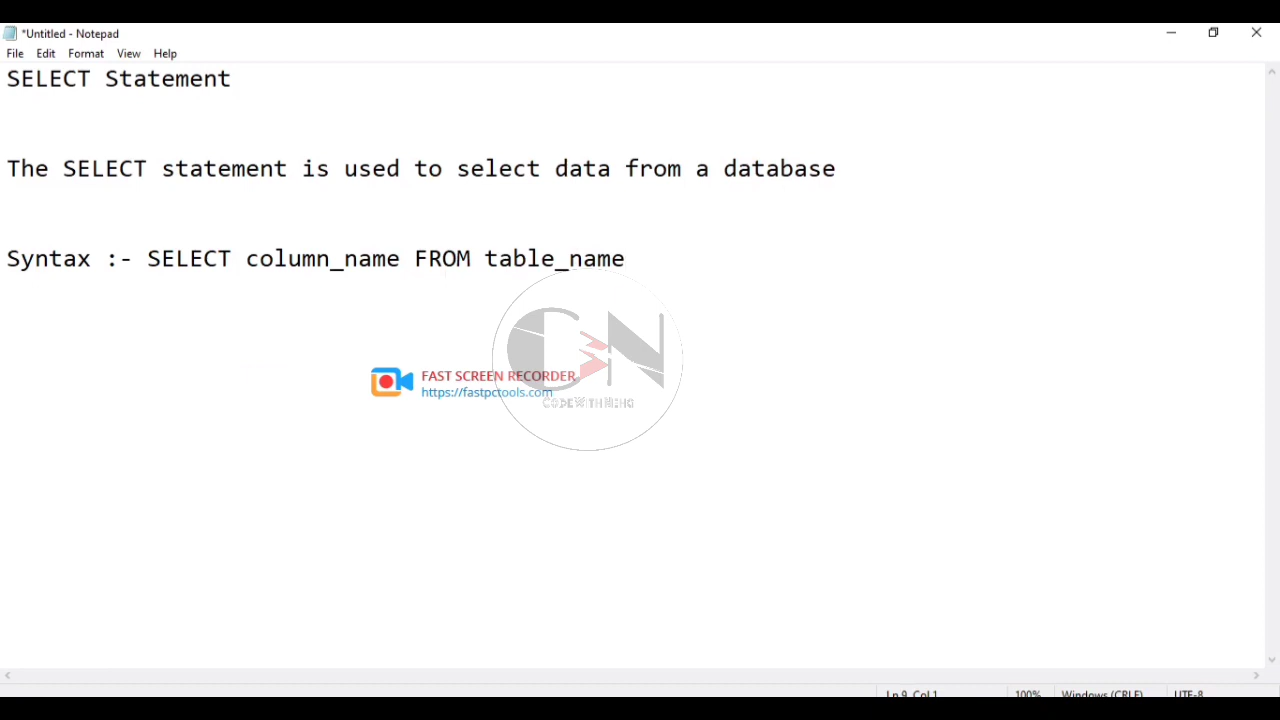 *Untitled - Notepad
File Edit Format View Help
SELECT Statement
The SELECT statement is used to select data from a database
Syntax :- SELECT column_name FROM table_name
FAST SCREEN RECORDER
https://fastpctools.com
Ln 9, Col 1 100% Windows (CRLF) UTF-8